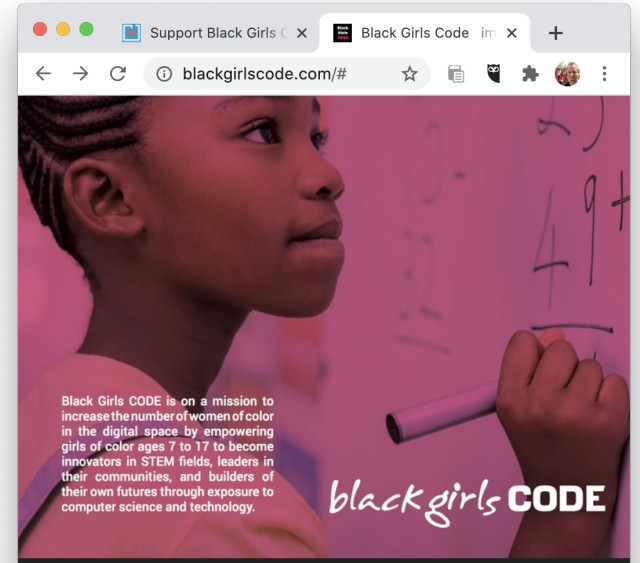 Support Black Girls C
Black Girls Code im
blackgirlscode.com/#
Black Girls CODE is on a mission to
increase the number of women of color
in the digital space by empowering
girls of color ages 7 to 17 to become
innovators in STEM fields, leaders in
their communities, and builders of
their own futures through exposure to
computer science and technology.
black girls CODE
49+